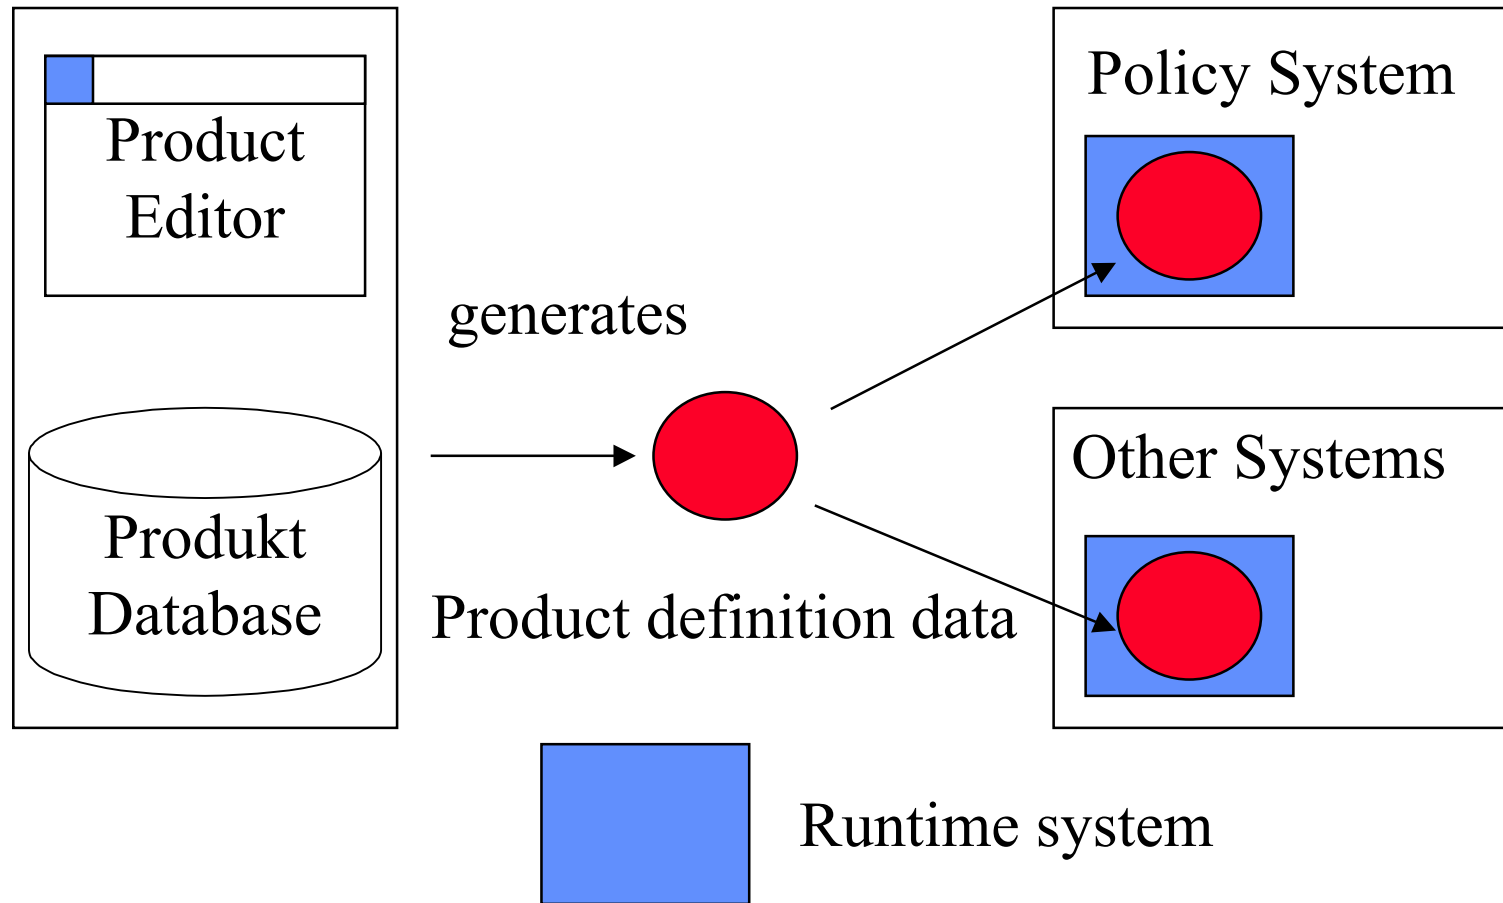 Product
Editor
Produkt
Database
generates
Product definition data
Policy System
Other Systems
Runtime system